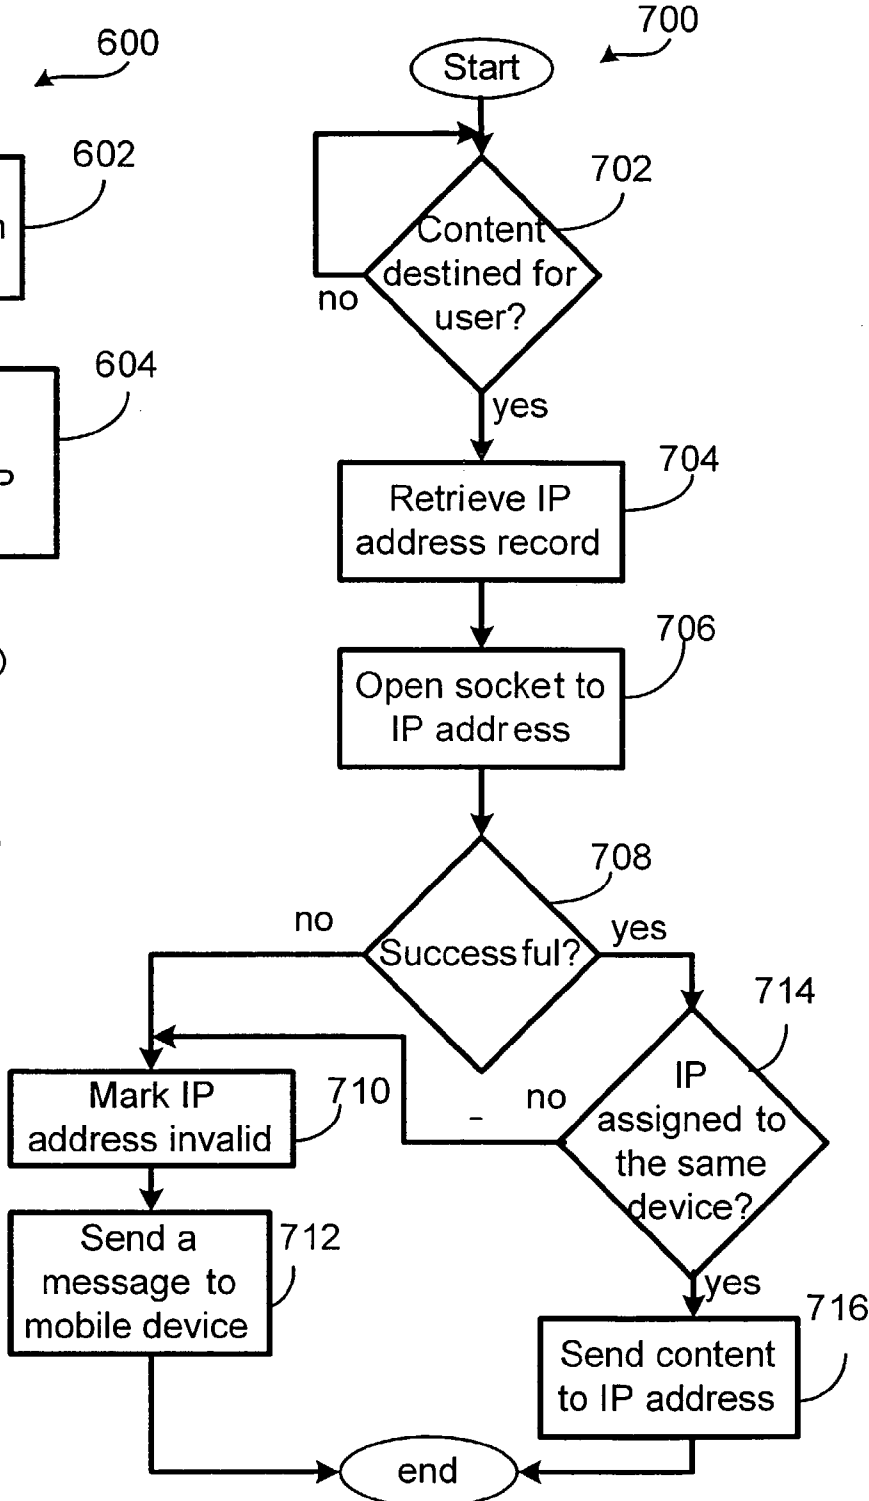 600
700
Start
602
702
Content
destined for
user?
no
604
yes
704
Retrieve IP
address record
706
Open socket to
IP address
708
no
yes
Successful?
714
IP
assigned to
the same
device?
no
710
Mark IP
address invalid
712
Send a
message to
mobile device
yes
716
Send content
to IP address
end